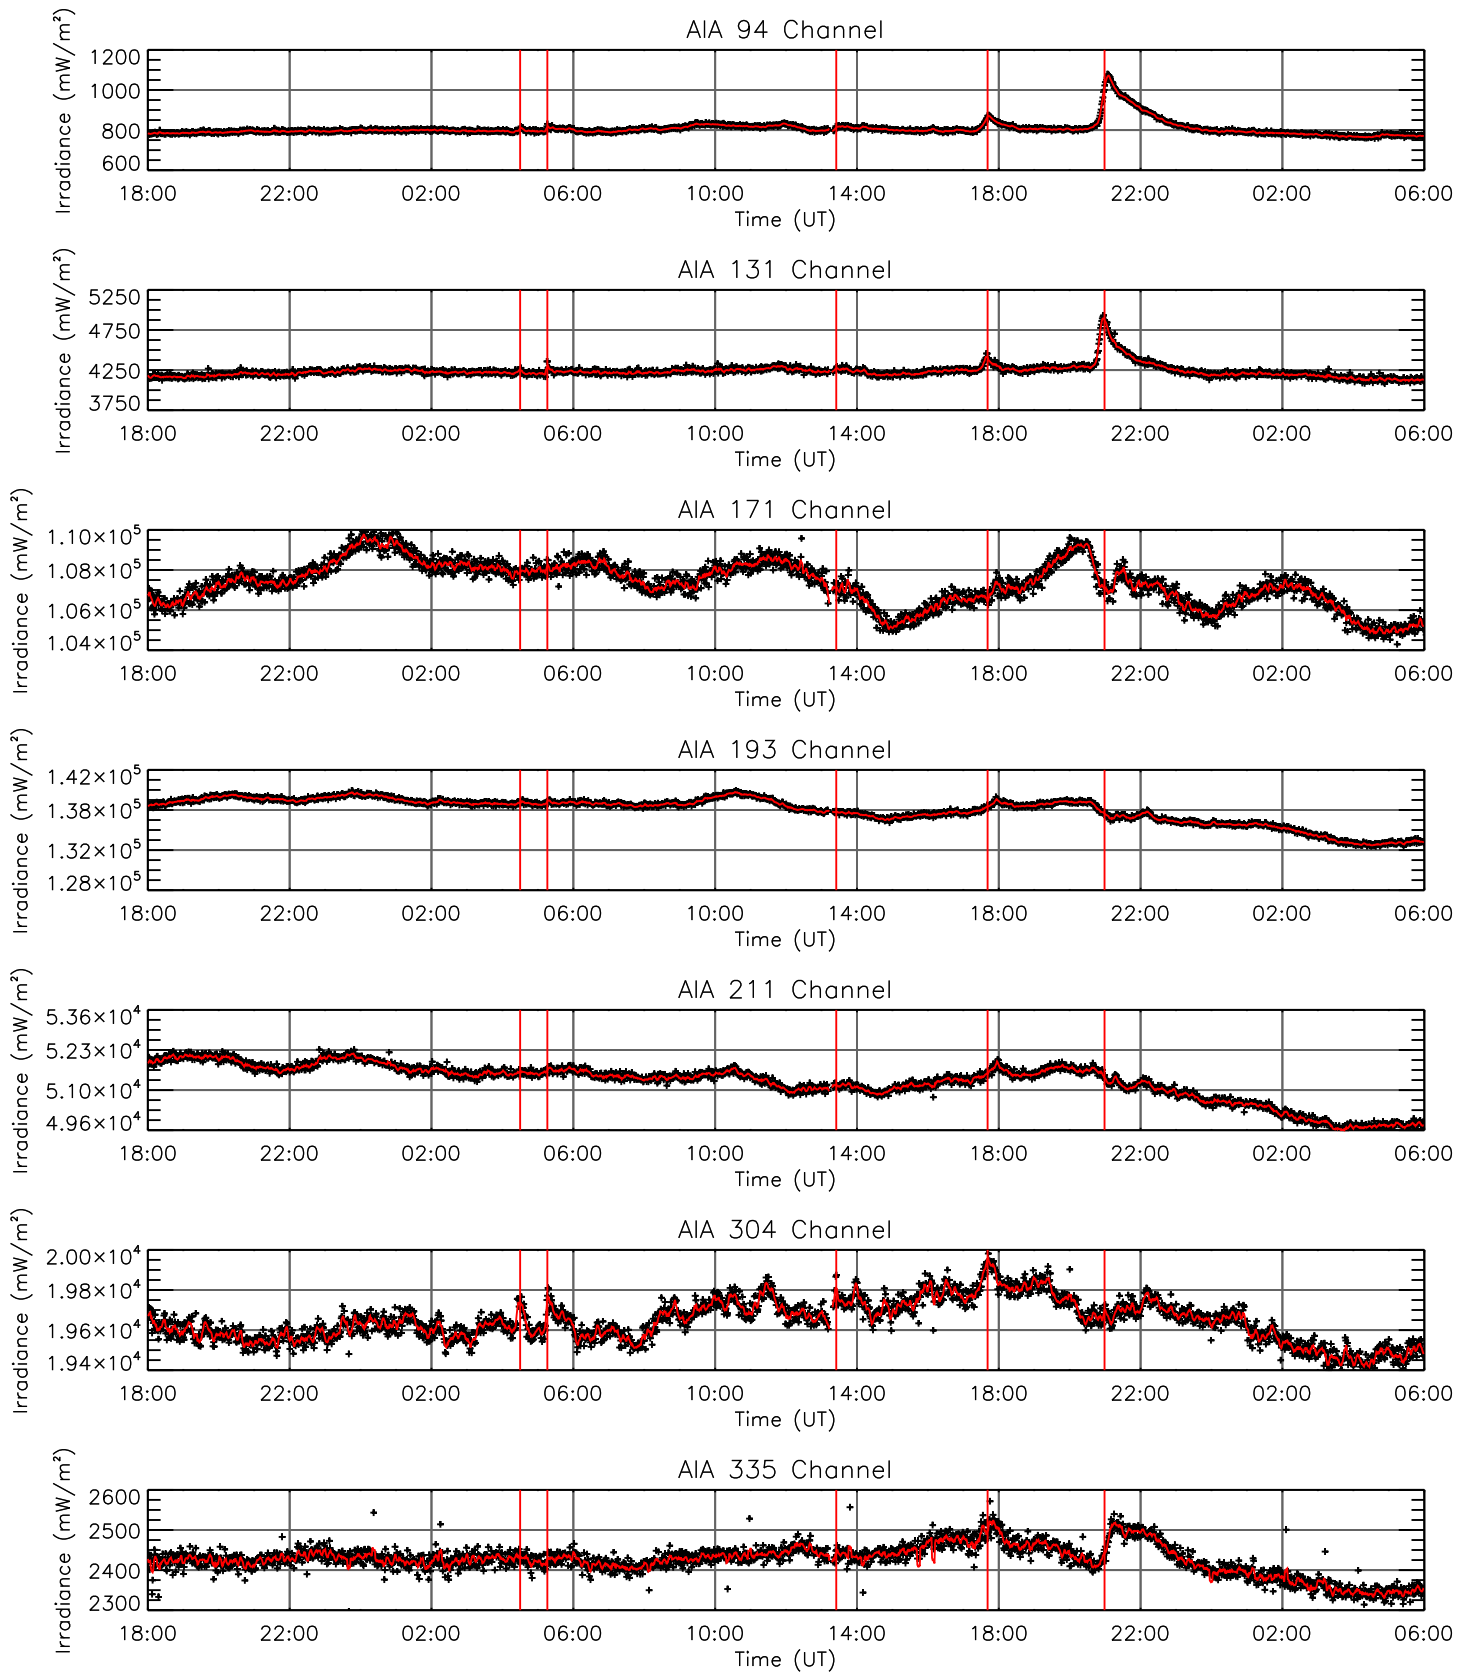 AIA 94 Channel
Irradiance (mW/m²)
1200
1000
800
600
18:00 22:00 02:00 06:00 10:00 14:00 18:00 22:00 02:00 06:00
Time (UT)
AIA 131 Channel
Irradiance (mW/m²)
5250
4750
4250
3750
18:00 22:00 02:00 06:00 10:00 14:00 18:00 22:00 02:00 06:00
Time (UT)
AIA 171 Channel
Irradiance (mW/m²)
1.10×10⁵
1.08×10⁵
1.06×10⁵
1.04×10⁵
18:00 22:00 02:00 06:00 10:00 14:00 18:00 22:00 02:00 06:00
Time (UT)
AIA 193 Channel
Irradiance (mW/m²)
1.42×10⁵
1.38×10⁵
1.32×10⁵
1.28×10⁵
18:00 22:00 02:00 06:00 10:00 14:00 18:00 22:00 02:00 06:00
Time (UT)
AIA 211 Channel
Irradiance (mW/m²)
5.36×10⁴
5.23×10⁴
5.10×10⁴
4.96×10⁴
18:00 22:00 02:00 06:00 10:00 14:00 18:00 22:00 02:00 06:00
Time (UT)
AIA 304 Channel
Irradiance (mW/m²)
2.00×10⁴
1.98×10⁴
1.96×10⁴
1.94×10⁴
18:00 22:00 02:00 06:00 10:00 14:00 18:00 22:00 02:00 06:00
Time (UT)
AIA 335 Channel
Irradiance (mW/m²)
2600
2500
2400
2300
18:00 22:00 02:00 06:00 10:00 14:00 18:00 22:00 02:00 06:00
Time (UT)